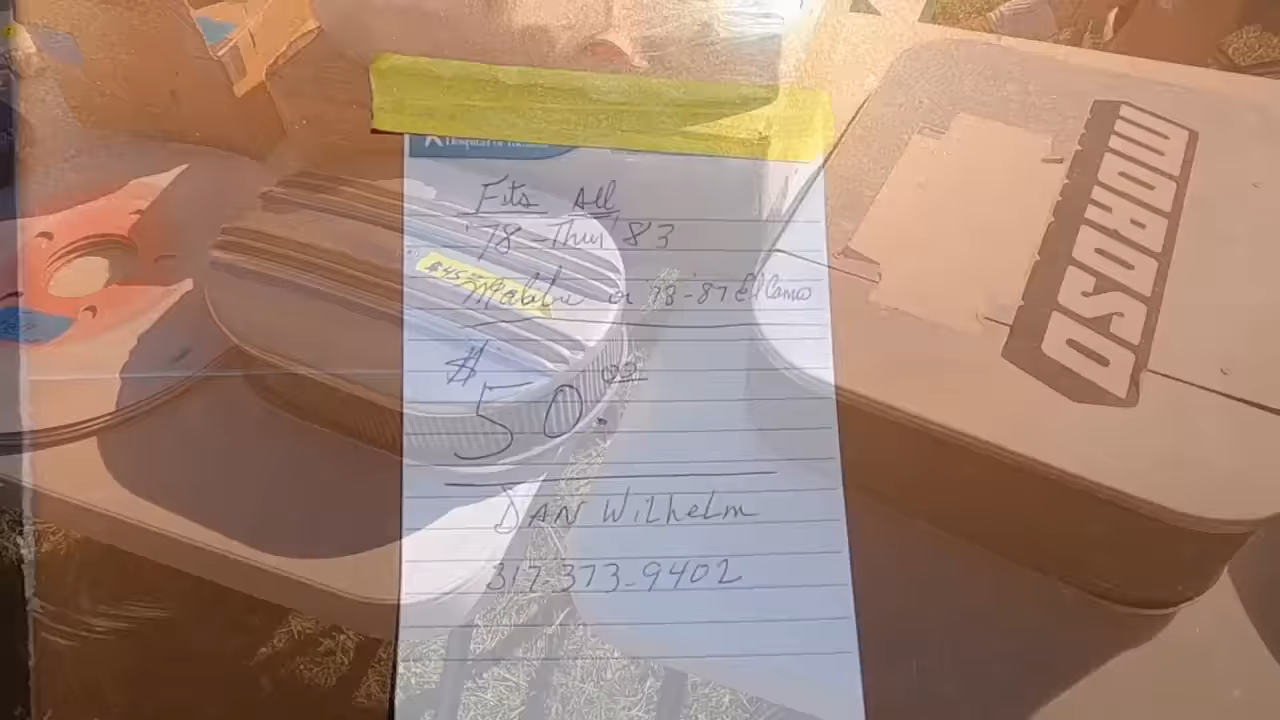 Fits All
'78 - Thru '83
$45
Malibu or 78-87 El Camino
$50.00
DAN WilHelm
317 373-9402
MOROSO